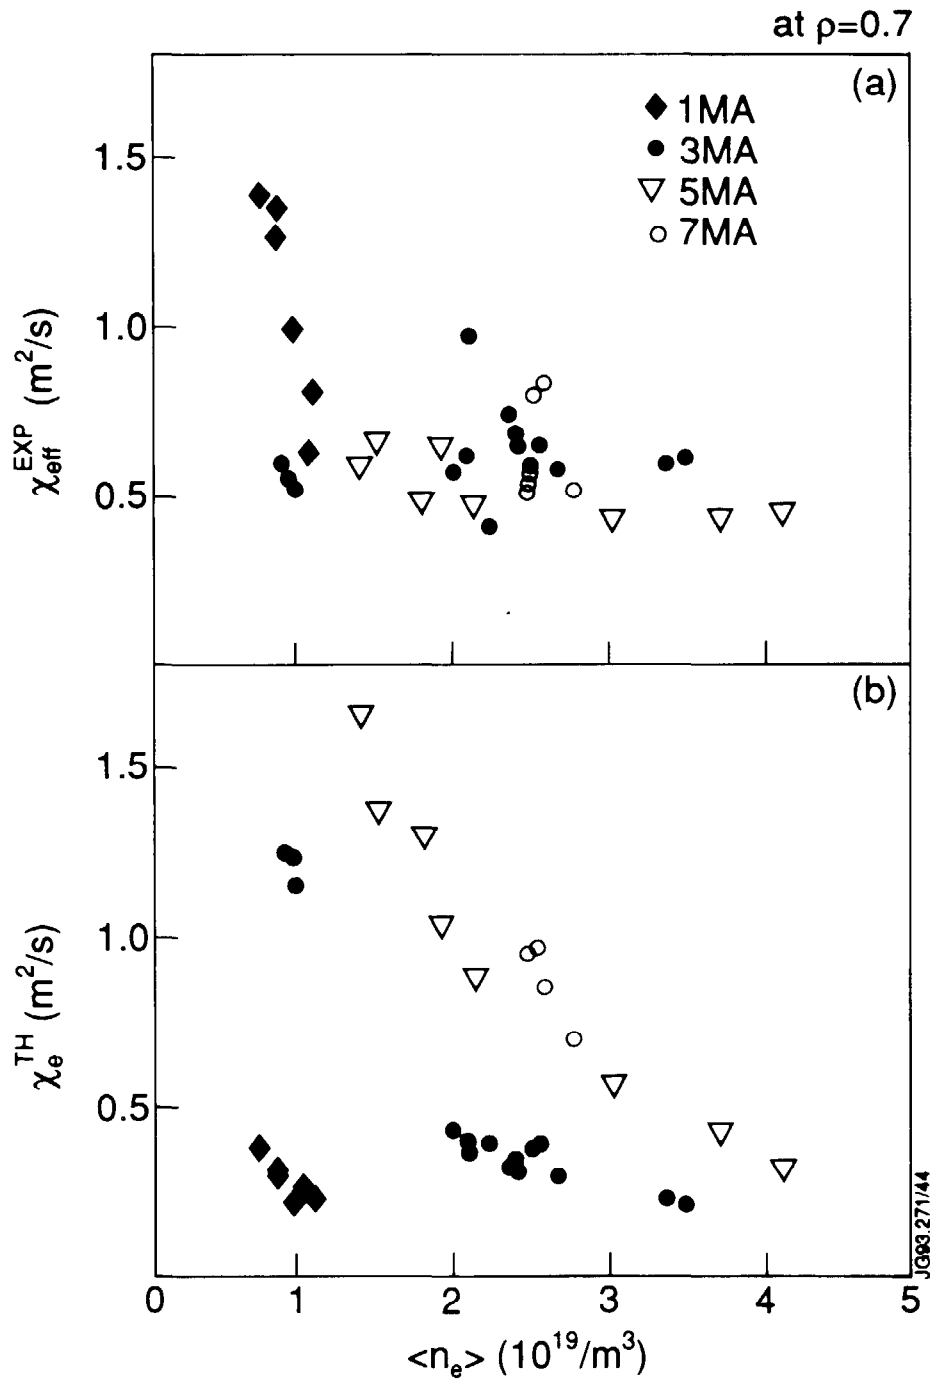 at ρ=0.7
(a)
1MA
3MA
5MA
7MA
1.5
1.0
0.5
χ_eff^EXP (m²/s)
(b)
1.5
1.0
0.5
χ_e^TH (m²/s)
0 1 2 3 4 5
<n_e> (10¹⁹/m³)
JG93.271/44